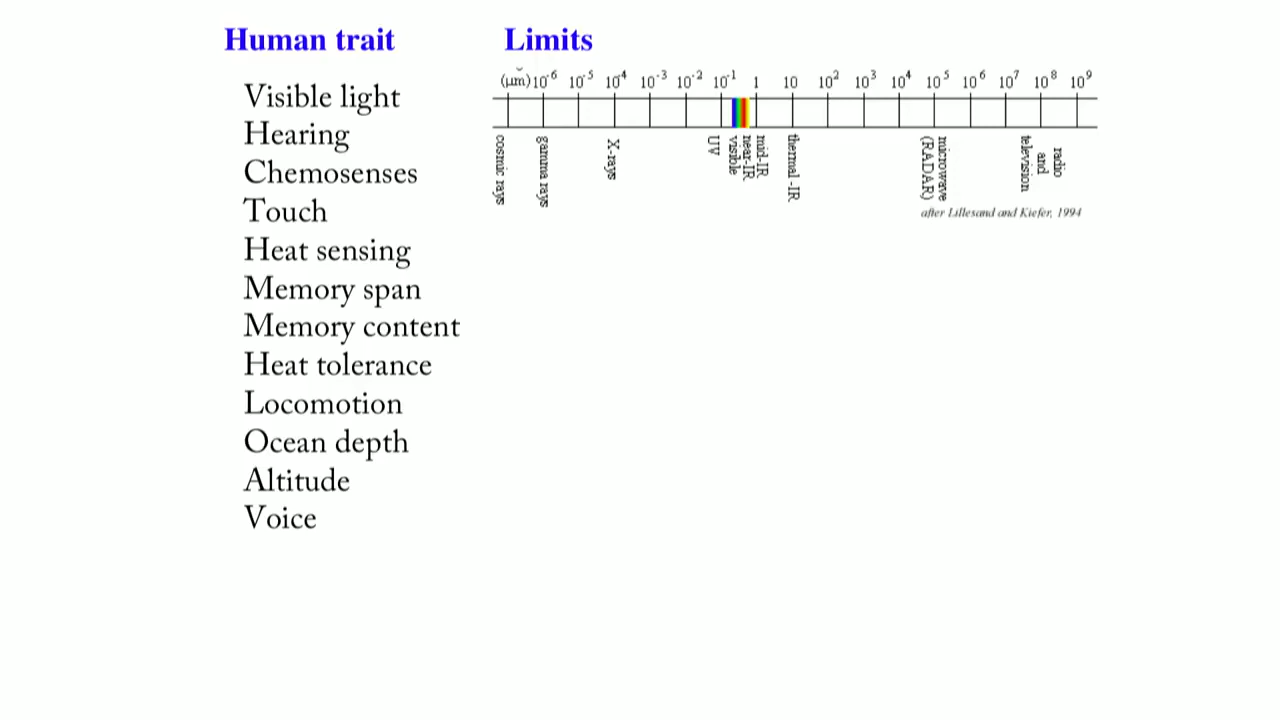 Human trait
Limits
Visible light
Hearing
Chemosenses
Touch
Heat sensing
Memory span
Memory content
Heat tolerance
Locomotion
Ocean depth
Altitude
Voice
(μm) 10⁻⁶ 10⁻⁵ 10⁻⁴ 10⁻³ 10⁻² 10⁻¹ 1 10 10² 10³ 10⁴ 10⁵ 10⁶ 10⁷ 10⁸ 10⁹
cosmic rays
gamma rays
X-rays
UV
visible
near-IR
mid-IR
thermal-IR
microwave
(RADAR)
radio
and
television
after Lillesand and Kiefer, 1994